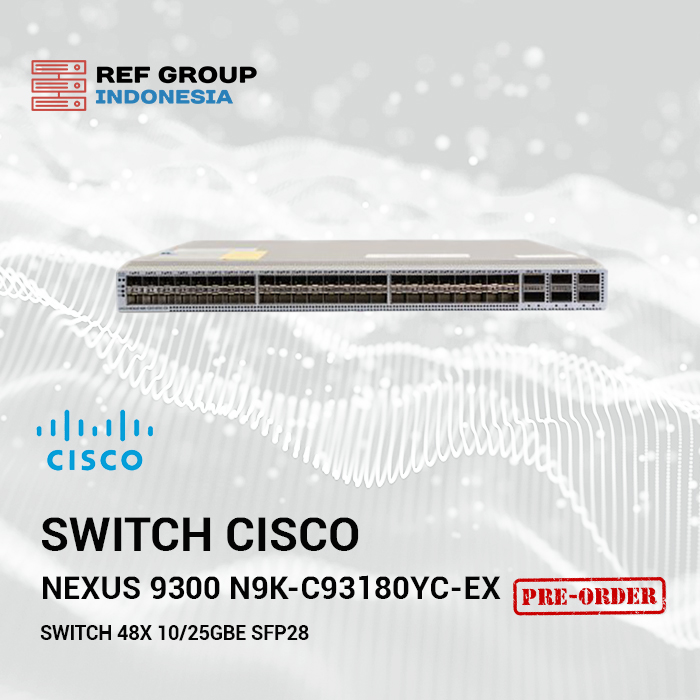 REF GROUP
INDONESIA
CISCO
SWITCH CISCO
NEXUS 9300 N9K-C93180YC-EX
PRE-ORDER
SWITCH 48X 10/25GBE SFP28